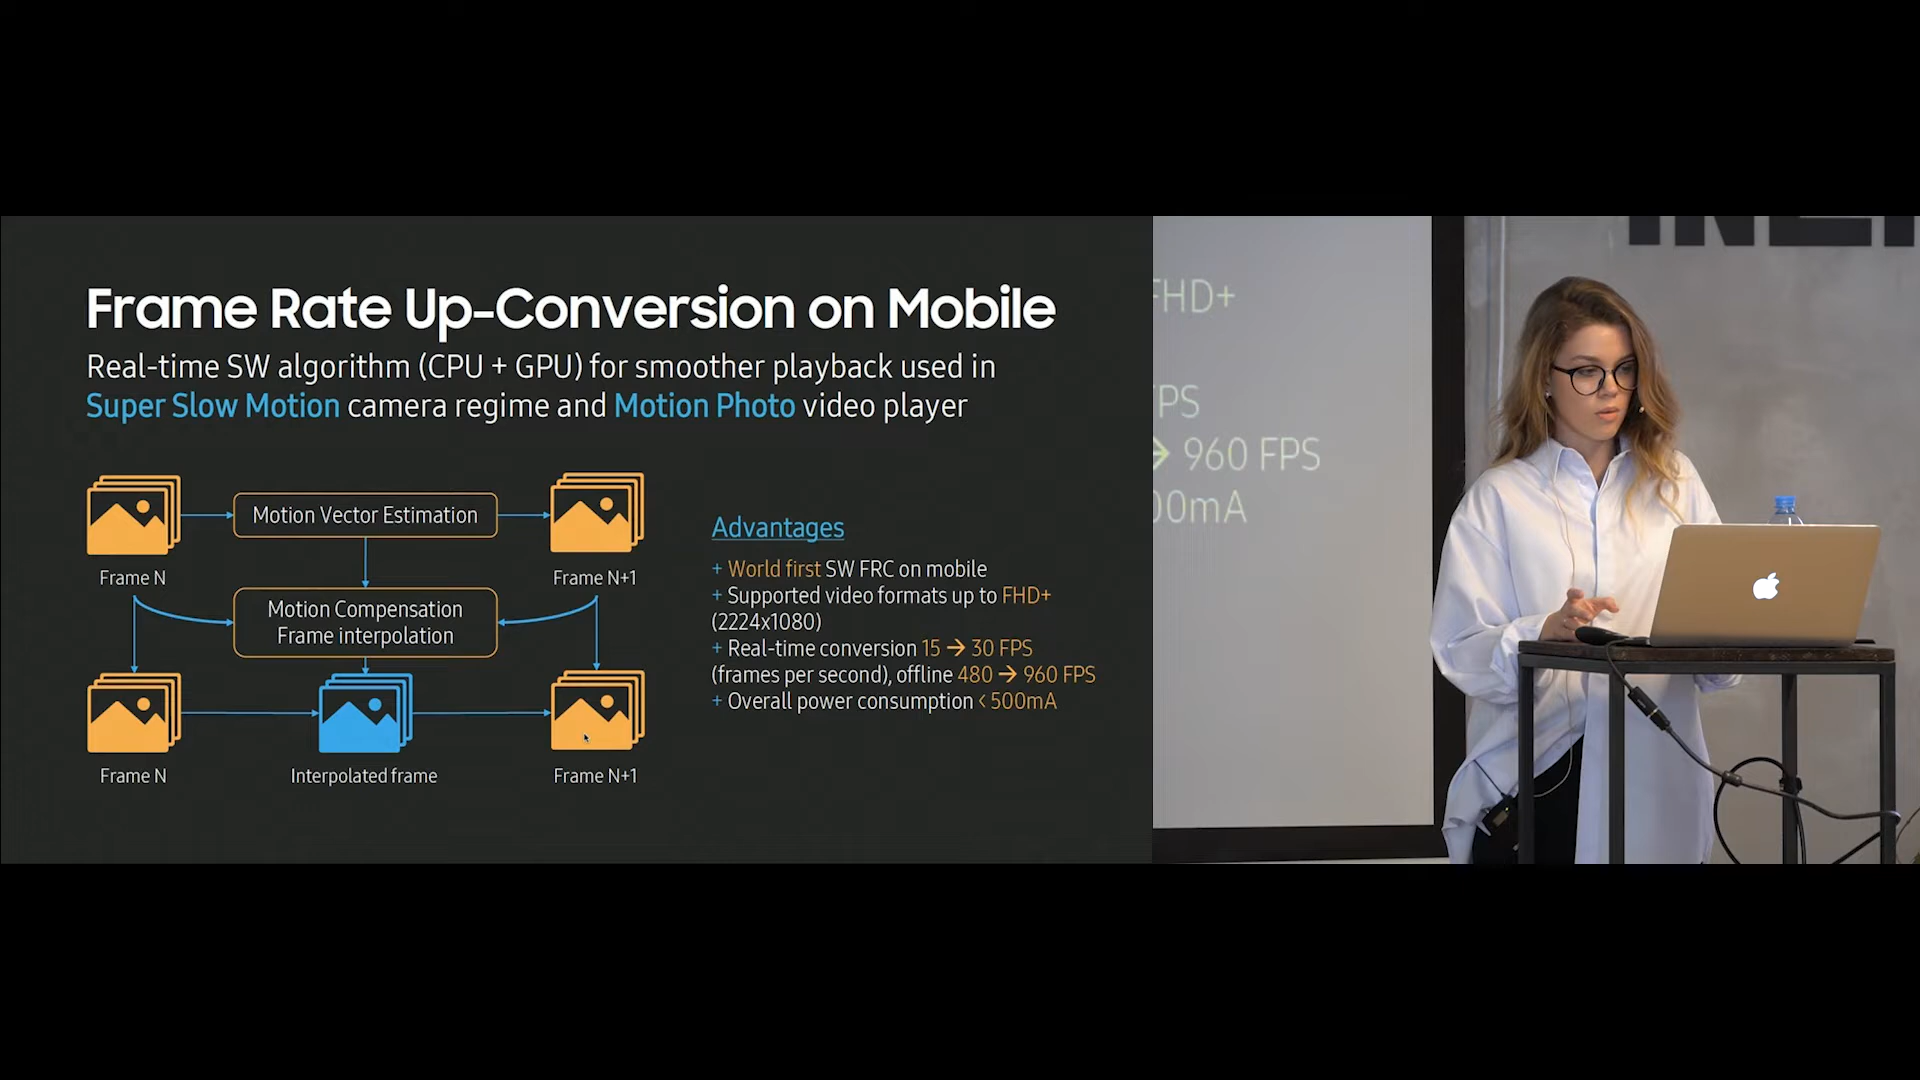 Frame Rate Up-Conversion on Mobile
Real-time SW algorithm (CPU + GPU) for smoother playback used in
Super Slow Motion camera regime and Motion Photo video player
Motion Vector Estimation
Frame N
Frame N+1
Motion Compensation
Frame interpolation
Frame N
Interpolated frame
Frame N+1
Advantages
+ World first SW FRC on mobile
+ Supported video formats up to FHD+
(2224x1080)
+ Real-time conversion 15 → 30 FPS
(frames per second), offline 480 → 960 FPS
+ Overall power consumption < 500mA
FHD+
PS
→ 960 FPS
00mA